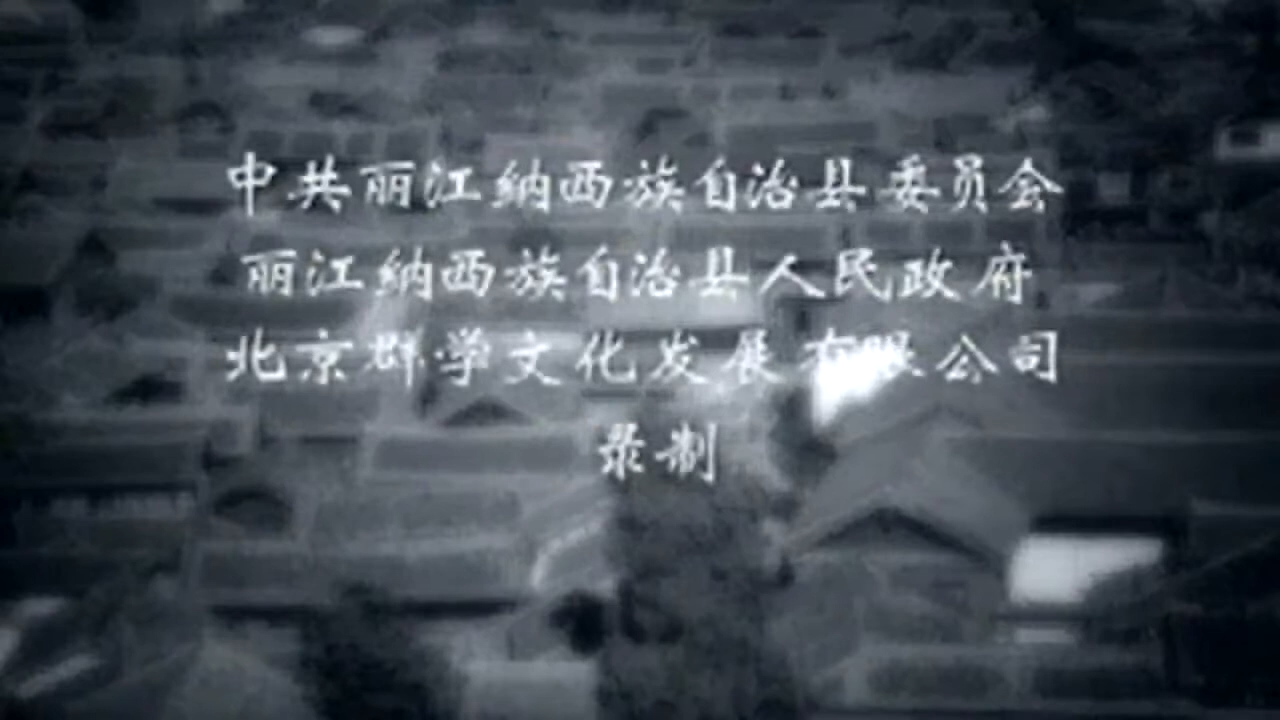 中共丽江纳西族自治县委员会
丽江纳西族自治县人民政府
北京群学文化发展有限公司
录制